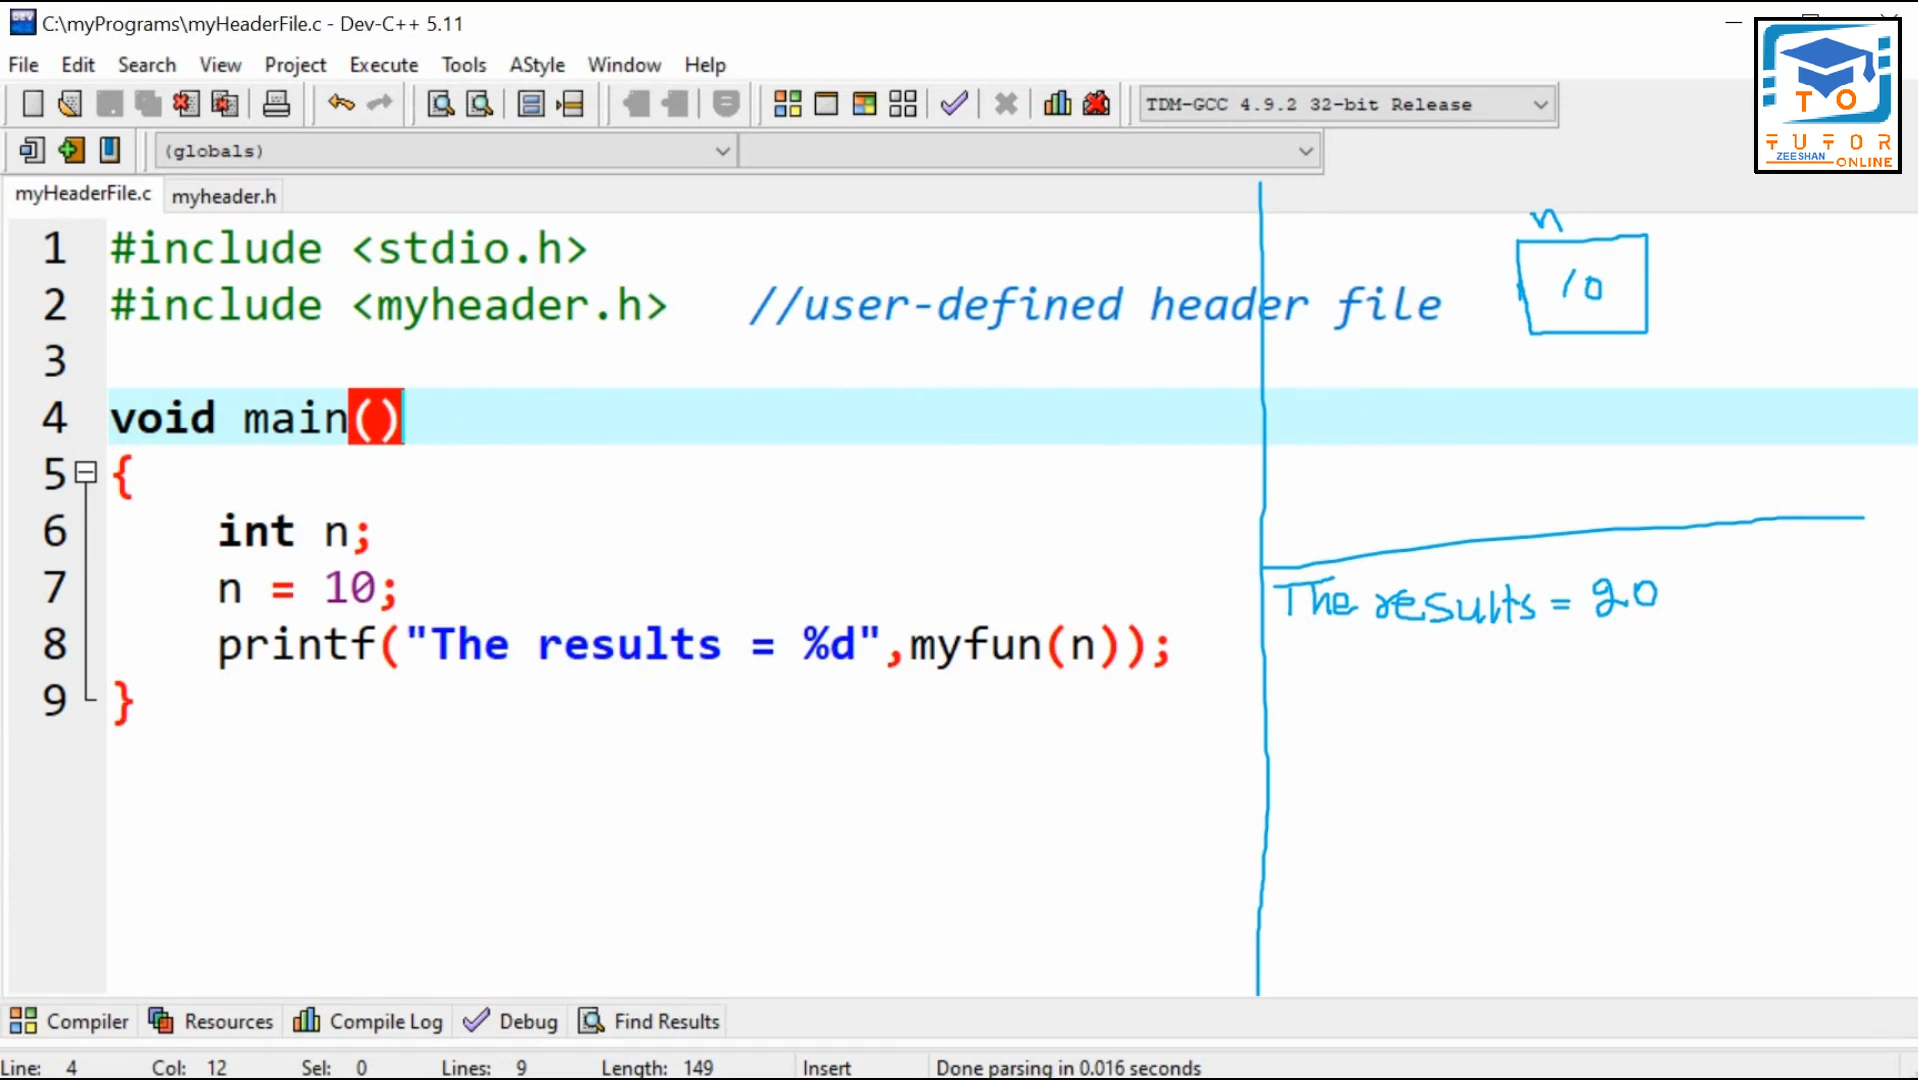 C:\myPrograms\myHeaderFile.c - Dev-C++ 5.11
File Edit Search View Project Execute Tools AStyle Window Help
TDM-GCC 4.9.2 32-bit Release
(globals)
TO
TUTOR
ZEESHAN ONLINE
myHeaderFile.c myheader.h
n
10
1 #include <stdio.h>
2 #include <myheader.h> //user-defined header file
3
4 void main()
5 {
6 int n;
7 n = 10;
8 printf("The results = %d",myfun(n));
9 }
The results = 20
Compiler Resources Compile Log Debug Find Results
Line: 4 Col: 12 Sel: 0 Lines: 9 Length: 149 Insert Done parsing in 0.016 seconds